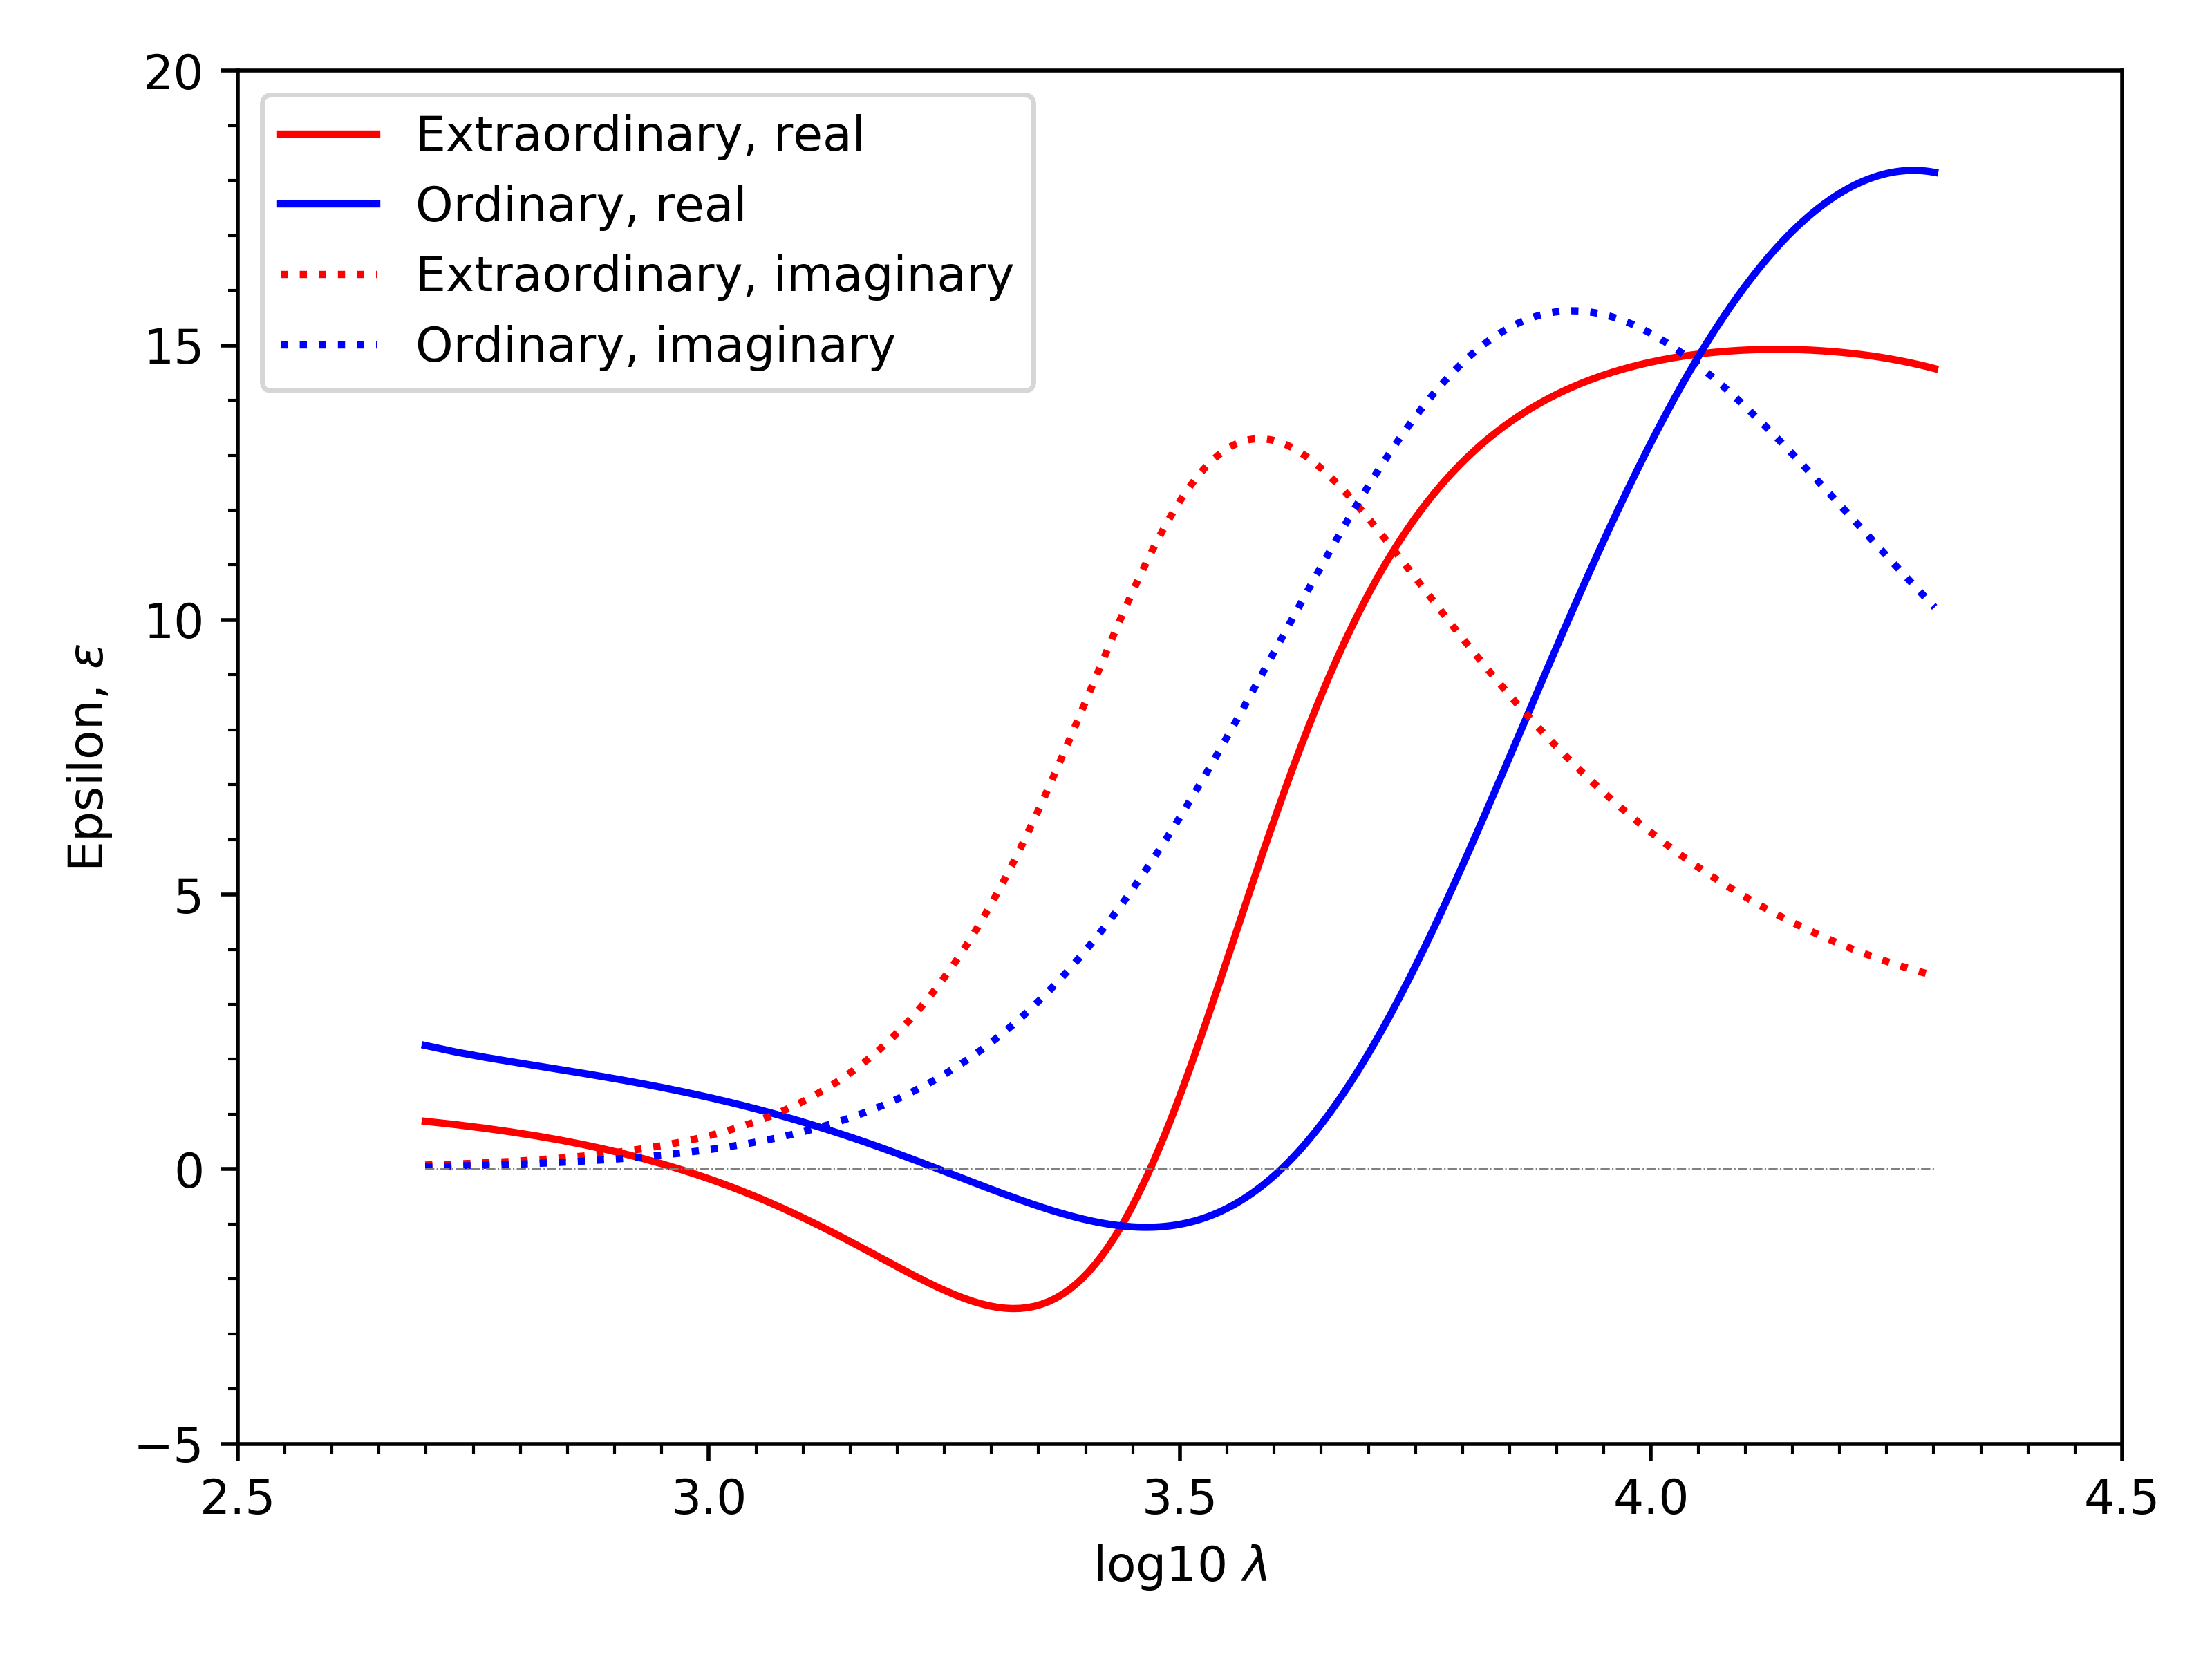 20
15
10
5
0
−5
Epsilon, ε
Extraordinary, real
Ordinary, real
Extraordinary, imaginary
Ordinary, imaginary
2.5 3.0 3.5 4.0 4.5
log10 λ